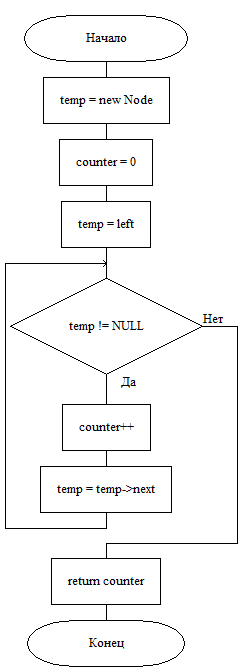 Начало
temp = new Node
counter = 0
temp = left
temp != NULL
Нет
Да
counter++
temp = temp->next
return counter
Конец